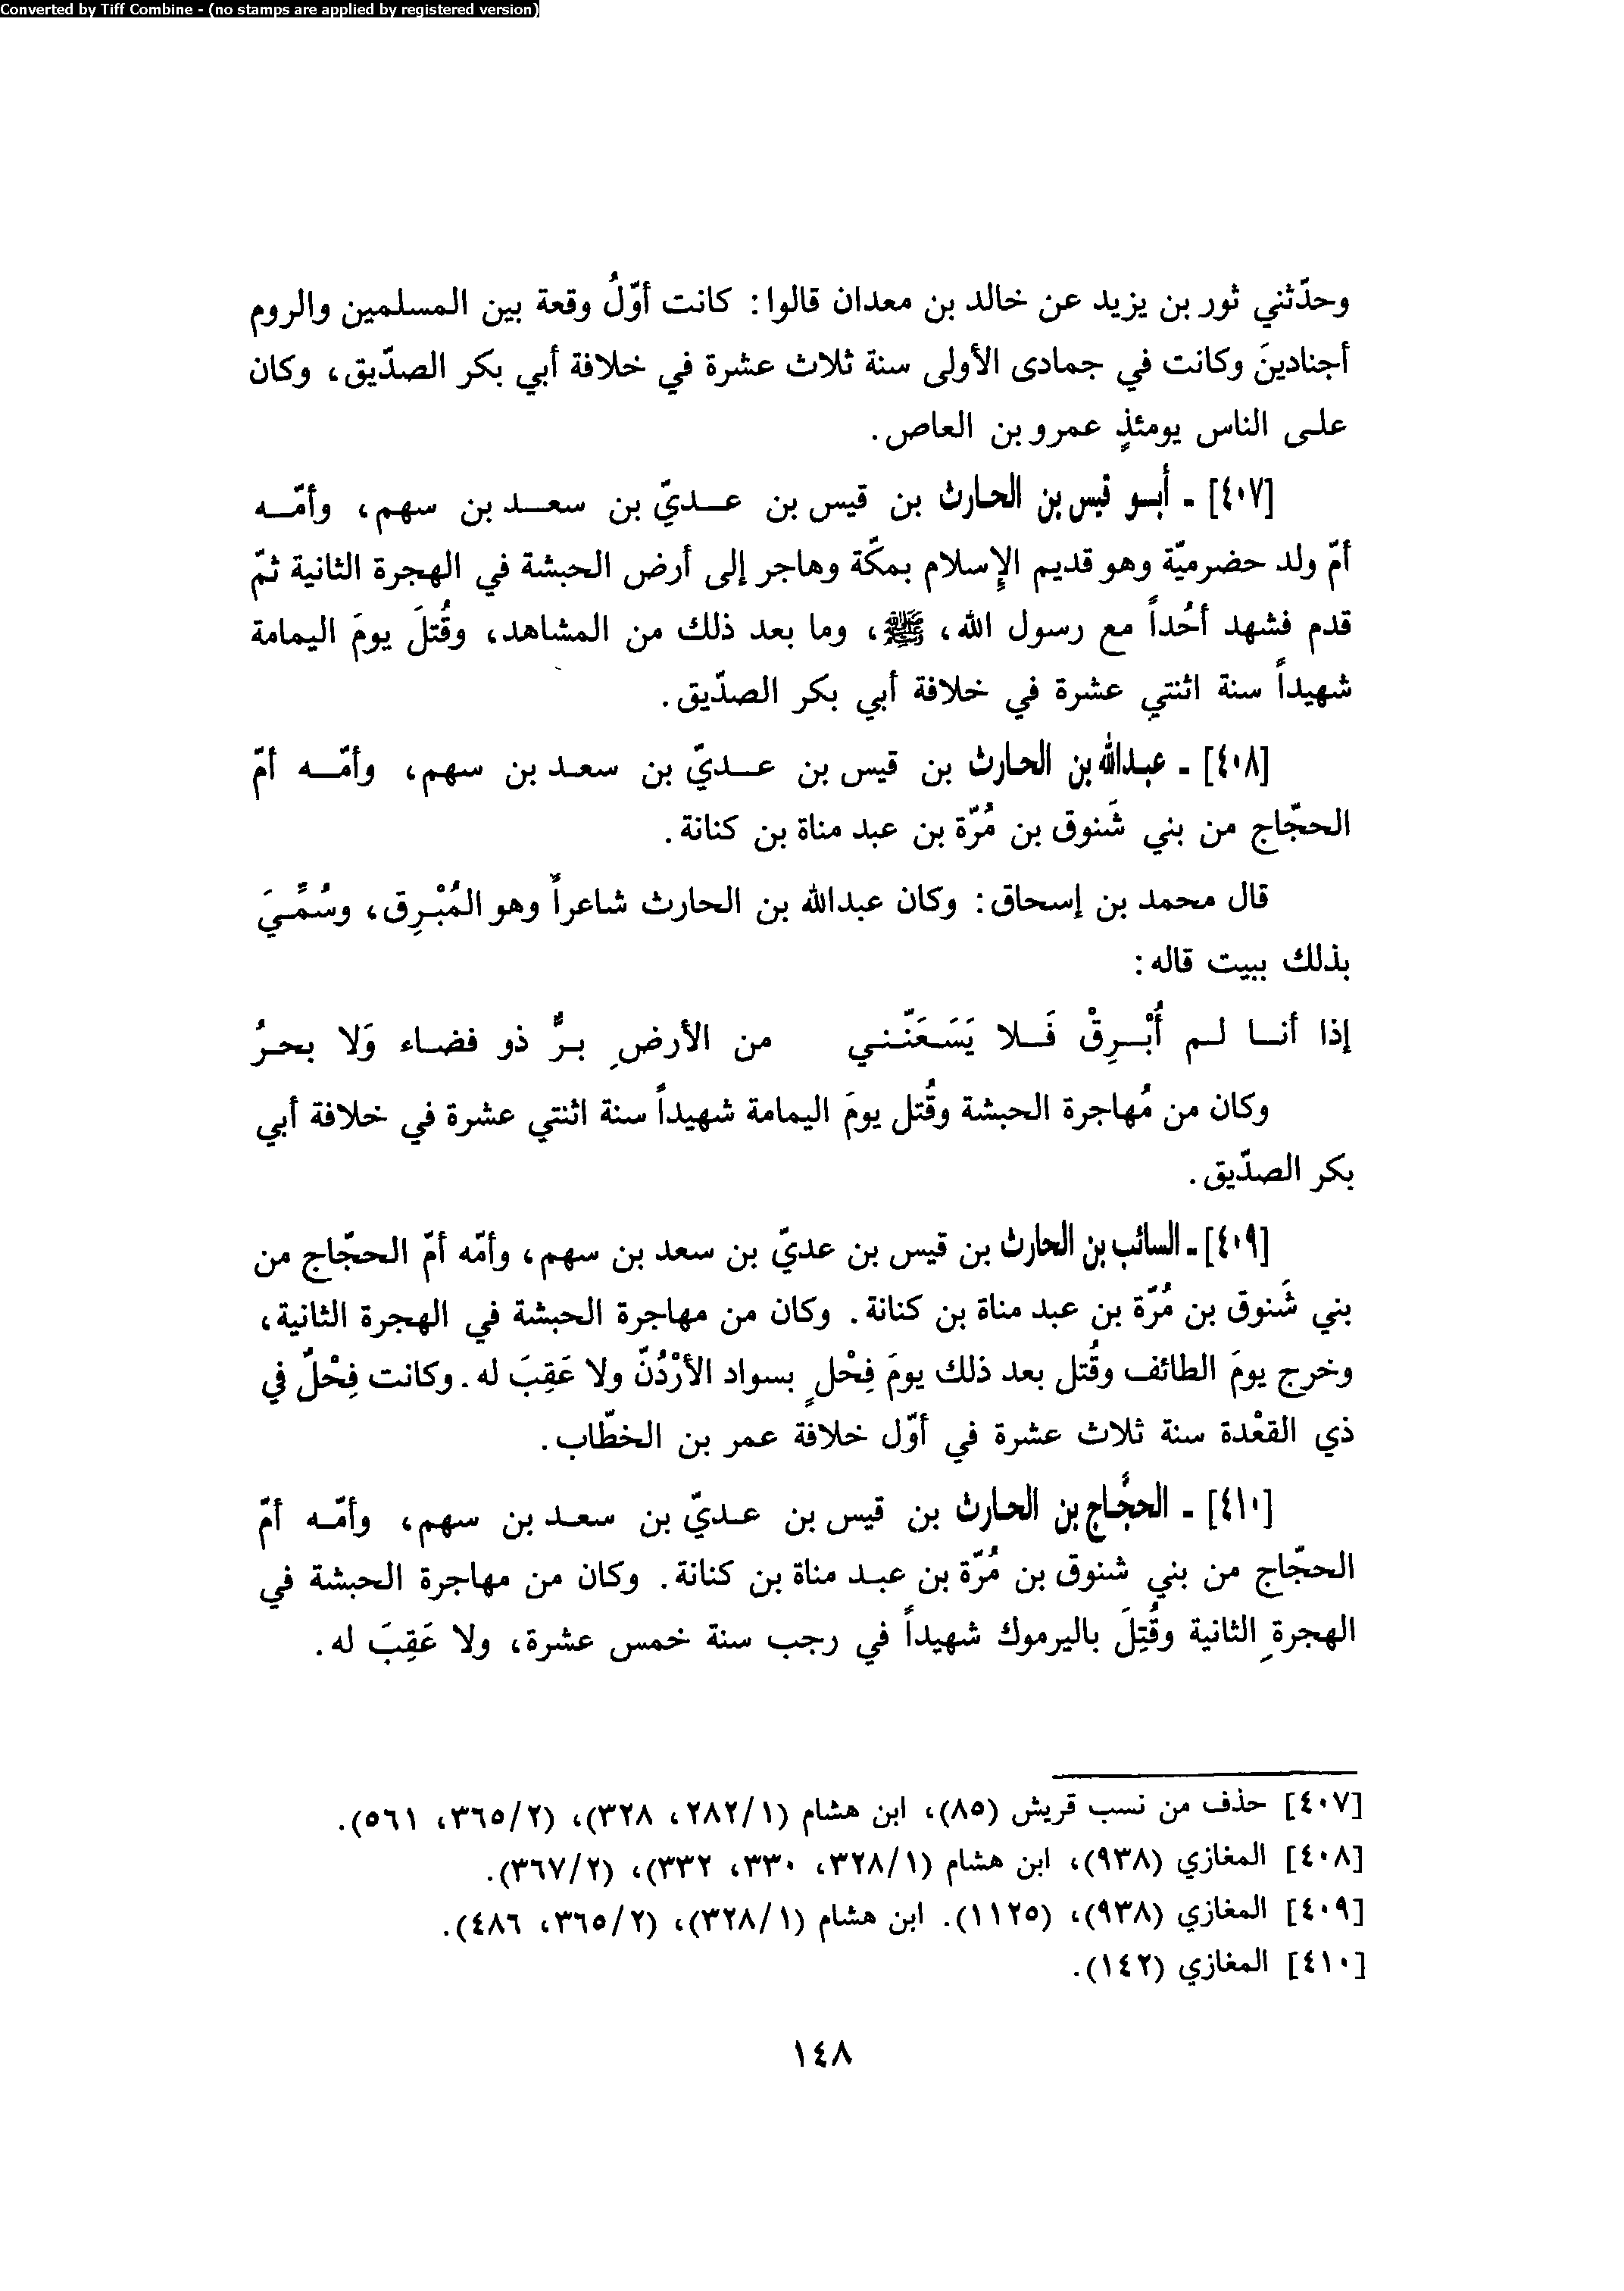 Converted by Tiff Combine - (no stamps are applied by registered version)
وحدّثني ثور بن يزيد عن خالد بن معدان قالوا: كانت أوّلُ وقعة بين المسلمين والروم
أجنادينَ وكانت في جمادى الأولى سنة ثلاث عشرة في خلافة أبي بكر الصدّيق، وكان
على الناس يومئذٍ عمرو بن العاص.
[٤٠٧] - أبو قيس بن الحارث بن قيس بن عديّ بن سعد بن سهم، وأمّه
أمّ ولد حضرميّة وهو قديم الإسلام بمكّة وهاجر إلى أرض الحبشة في الهجرة الثانية ثمّ
قدم فشهد أحُداً مع رسول الله، ﷺ، وما بعد ذلك من المشاهد، وقُتلَ يومَ اليمامة
شهيداً سنة اثنتي عشرة في خلافة أبي بكر الصدّيق.
[٤٠٨] - عبدالله بن الحارث بن قيس بن عديّ بن سعد بن سهم، وأمّه أمّ
الحجّاج من بني شَنوق بن مُرّة بن عبد مناة بن كنانة.
قال محمد بن إسحاق: وكان عبدالله بن الحارث شاعراً وهو المُبْرِق، وسُمِّيَ
بذلك ببيت قاله:
إذا أنا لم أُبْرِقْ فَلا يَسَعَنّني من الأرضِ برٌّ ذو فضاء وَلا بحرُ
وكان من مُهاجرة الحبشة وقُتل يومَ اليمامة شهيداً سنة اثنتي عشرة في خلافة أبي
بكر الصدّيق.
[٤٠٩] - السائب بن الحارث بن قيس بن عديّ بن سعد بن سهم، وأمّه أمّ الحجّاج من
بني شَنوق بن مُرّة بن عبد مناة بن كنانة. وكان من مهاجرة الحبشة في الهجرة الثانية،
وخرج يومَ الطائف وقُتل بعد ذلك يومَ فِحْلٍ بسواد الأرْدُنّ ولا عَقِبَ له. وكانت فِحْلُ في
ذي القعْدة سنة ثلاث عشرة في أوّل خلافة عمر بن الخطّاب.
[٤١٠] - الحجّاج بن الحارث بن قيس بن عديّ بن سعد بن سهم، وأمّه أمّ
الحجّاج من بني شنوق بن مُرّة بن عبد مناة بن كنانة. وكان من مهاجرة الحبشة في
الهجرةِ الثانية وقُتِلَ باليرموك شهيداً في رجب سنة خمس عشرة، ولا عَقِبَ له.
[٤٠٧] حذف من نسب قريش (٨٥)، ابن هشام (١/ ٢٨٢، ٣٢٨)، (٢/ ٣٦٥، ٥٦١).
[٤٠٨] المغازي (٩٣٨)، ابن هشام (١/ ٣٢٨، ٣٣٠، ٣٣٢)، (٢/ ٣٦٧).
[٤٠٩] المغازي (٩٣٨)، (١١٢٥). ابن هشام (١/ ٣٢٨)، (٢/ ٣٦٥، ٤٨٦).
[٤١٠] المغازي (١٤٢).
١٤٨